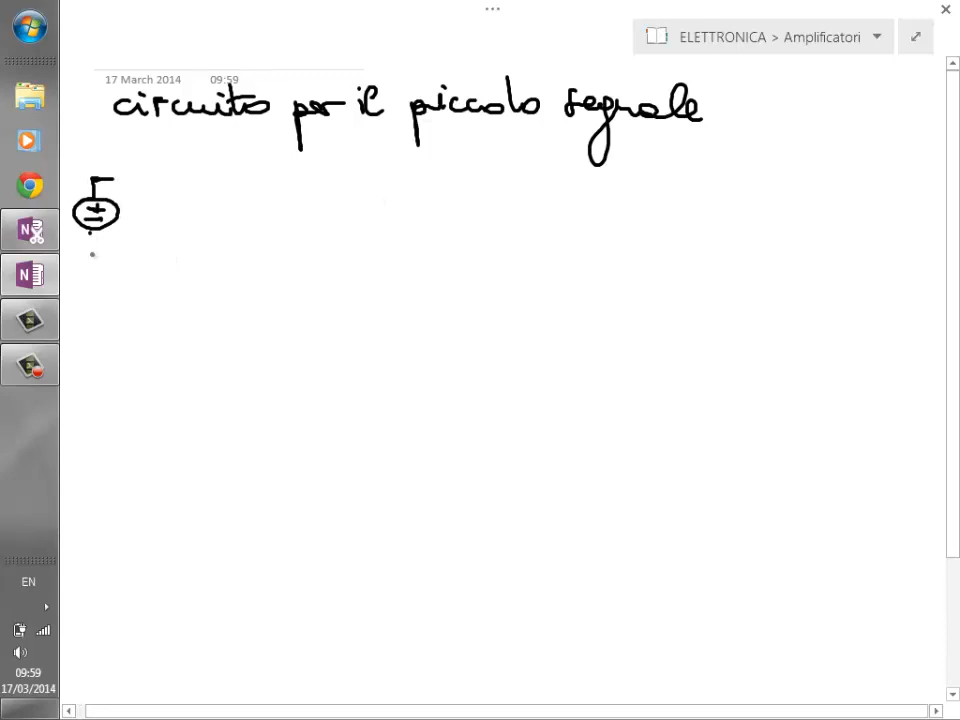 ELETTRONICA > Amplificatori
17 March 2014 09:59
circuito per il piccolo segnale
+
N
N
EN
09:59
17/03/2014